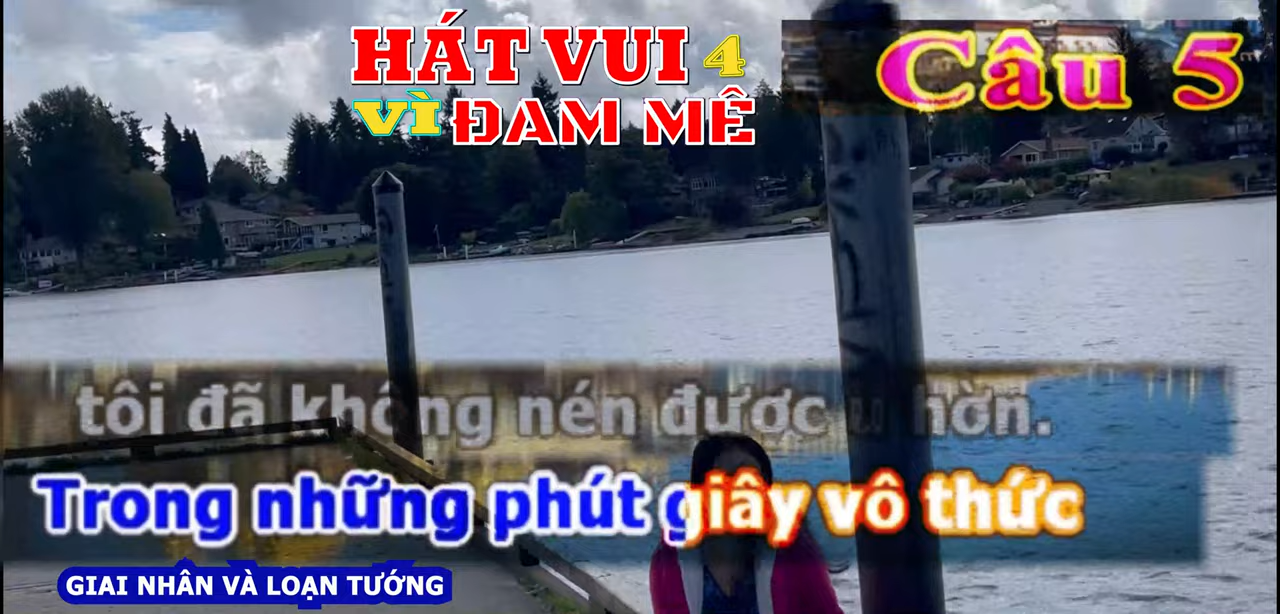 HÁT VUI 4
VÌ ĐAM MÊ
Câu 5
tôi đã không nén được u hờn.
Trong những phút giây vô thức
GIAI NHÂN VÀ LOẠN TƯỚNG